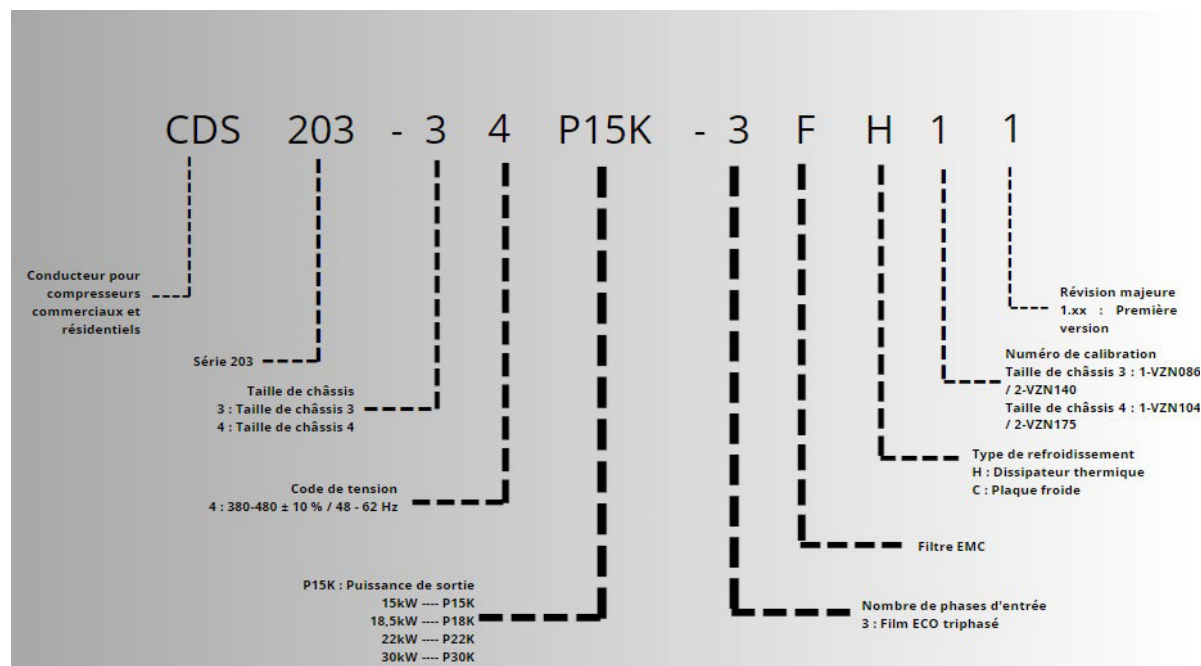 CDS 203 - 3 4 P15K - 3 F H 1 1
Conducteur pour
compresseurs
commerciaux et
résidentiels
Série 203
Taille de châssis
3 : Taille de châssis 3
4 : Taille de châssis 4
Code de tension
4 : 380-480 ± 10 % / 48 - 62 Hz
P15K : Puissance de sortie
15kW ---- P15K
18,5kW ---- P18K
22kW ---- P22K
30kW ---- P30K
Révision majeure
1.xx : Première
version
Numéro de calibration
Taille de châssis 3 : 1-VZN086
/ 2-VZN140
Taille de châssis 4 : 1-VZN104
/ 2-VZN175
Type de refroidissement
H : Dissipateur thermique
C : Plaque froide
Filtre EMC
Nombre de phases d'entrée
3 : Film ECO triphasé